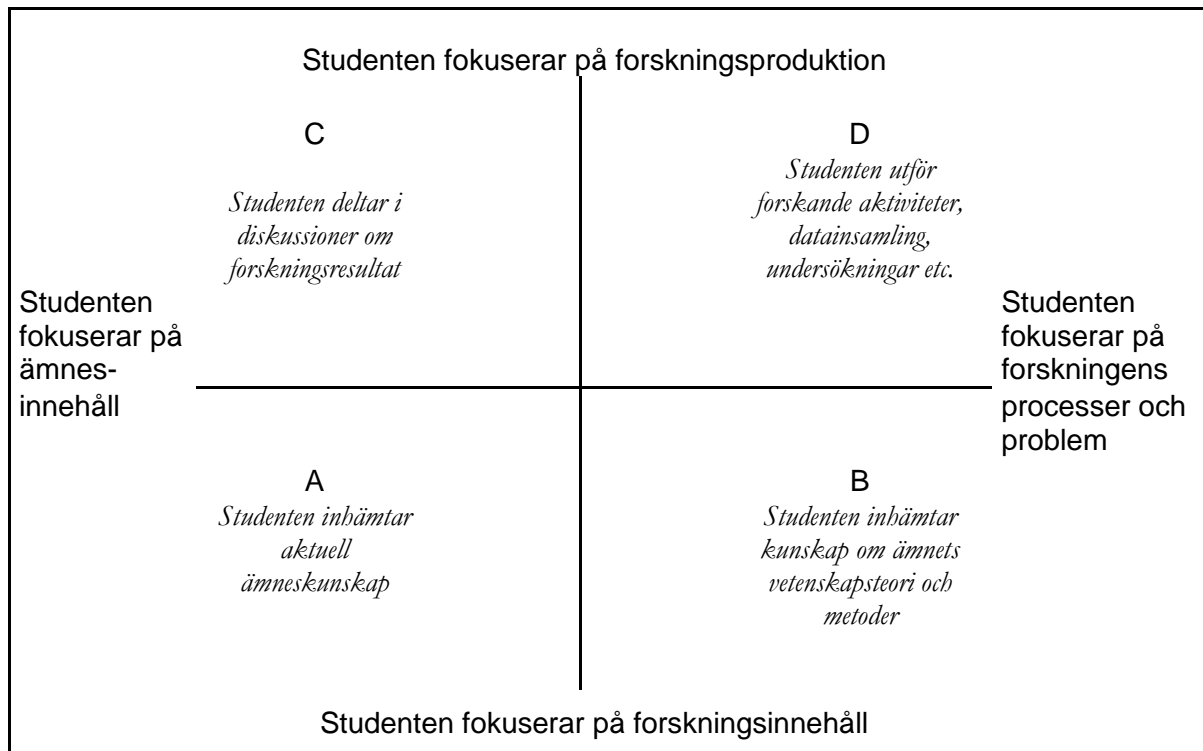 Studenten fokuserar på forskningsproduktion
C
Studenten deltar i
diskussioner om
forskningsresultat
D
Studenten utför
forskande aktiviteter,
datainsamling,
undersökningar etc.
Studenten
fokuserar på
ämnes-
innehåll
Studenten
fokuserar på
forskningens
processer och
problem
A
Studenten inhämtar
aktuell
ämneskunskap
B
Studenten inhämtar
kunskap om ämnets
vetenskapsteori och
metoder
Studenten fokuserar på forskningsinnehåll